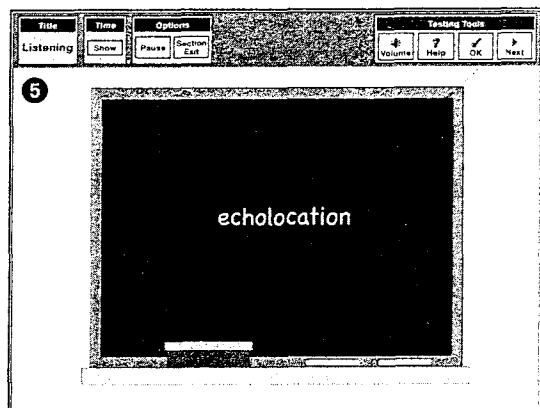 Title
Time
Options
Testing Tools
Listening
Show
Pause
Section
Exit
Volume
Help
OK
Next
5
echolocation